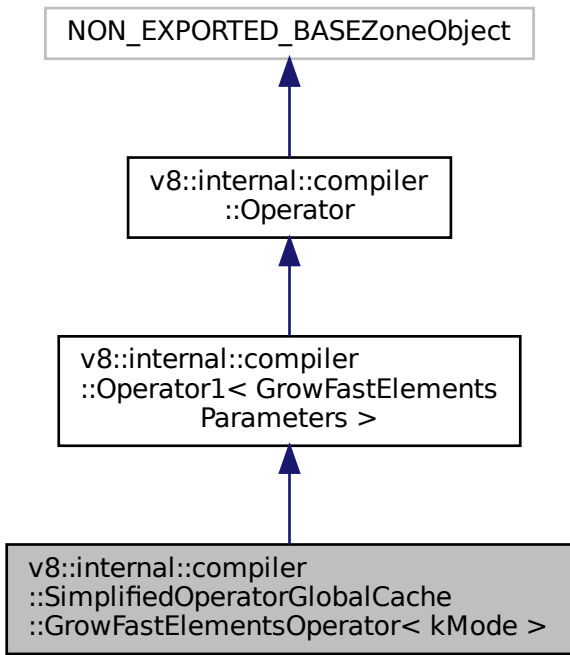 NON_EXPORTED_BASEZoneObject
v8::internal::compiler
::Operator
v8::internal::compiler
::Operator1< GrowFastElements
Parameters >
v8::internal::compiler
::SimplifiedOperatorGlobalCache
::GrowFastElementsOperator< kMode >